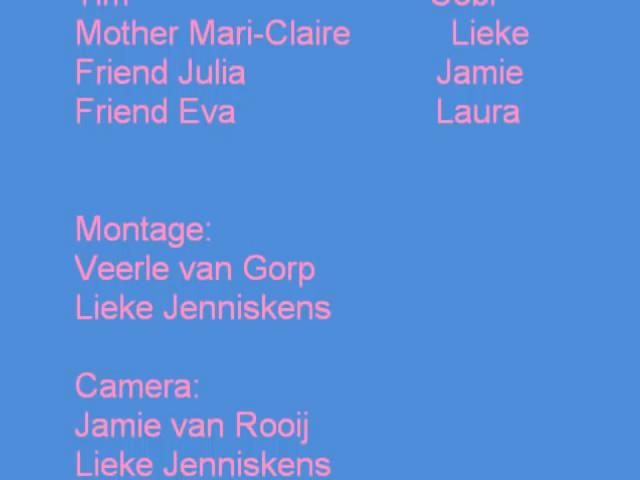 Mother Mari-Claire Lieke
Friend Julia Jamie
Friend Eva Laura
Montage:
Veerle van Gorp
Lieke Jenniskens
Camera:
Jamie van Rooij
Lieke Jenniskens